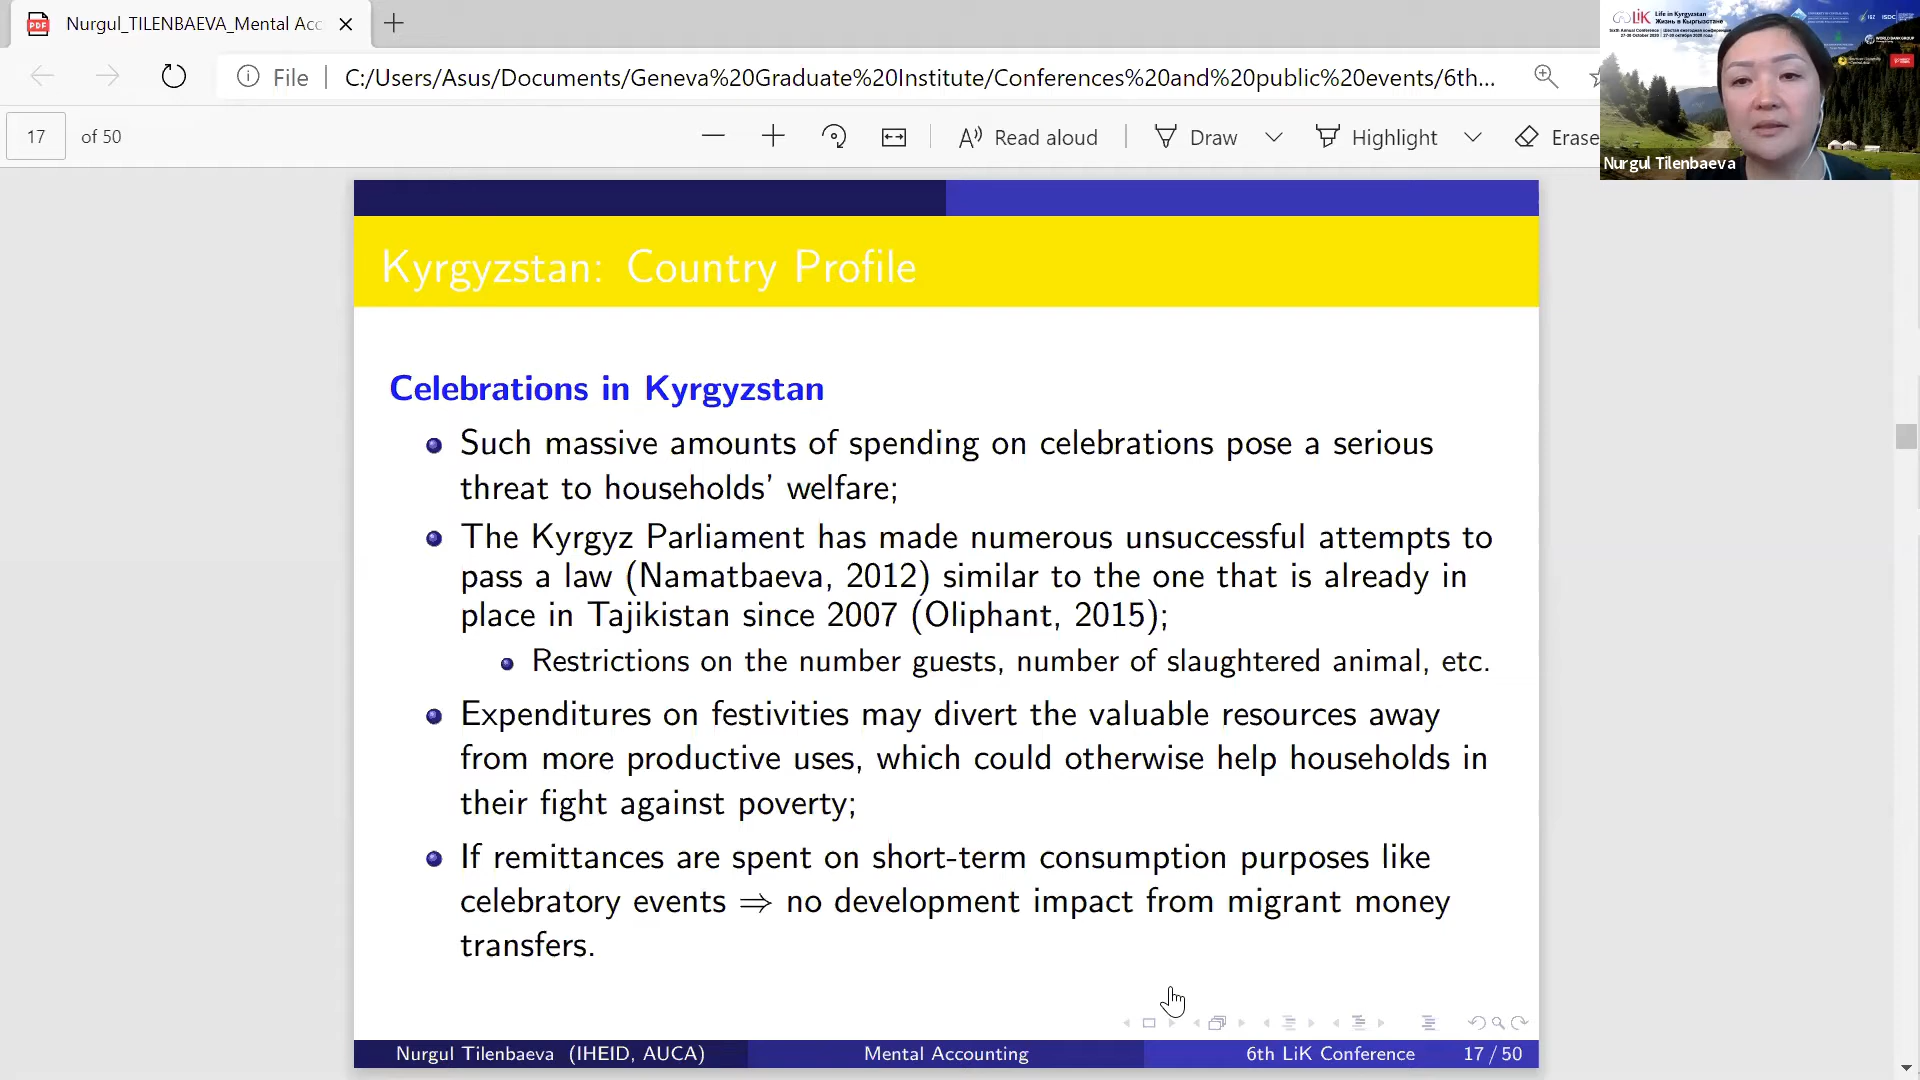 Nurgul_TILENBAEVA_Mental Acc
File
C:/Users/Asus/Documents/Geneva%20Graduate%20Institute/Conferences%20and%20public%20events/6th...
17
of 50
Read aloud
Draw
Highlight
Erase
LiK
Life in Kyrgyzstan
Жизнь в Кыргызстане
Nurgul Tilenbaeva
Kyrgyzstan: Country Profile
Celebrations in Kyrgyzstan
Such massive amounts of spending on celebrations pose a serious
threat to households' welfare;
The Kyrgyz Parliament has made numerous unsuccessful attempts to
pass a law (Namatbaeva, 2012) similar to the one that is already in
place in Tajikistan since 2007 (Oliphant, 2015);
Restrictions on the number guests, number of slaughtered animal, etc.
Expenditures on festivities may divert the valuable resources away
from more productive uses, which could otherwise help households in
their fight against poverty;
If remittances are spent on short-term consumption purposes like
celebratory events ⇒ no development impact from migrant money
transfers.
Nurgul Tilenbaeva (IHEID, AUCA)
Mental Accounting
6th LiK Conference
17 / 50